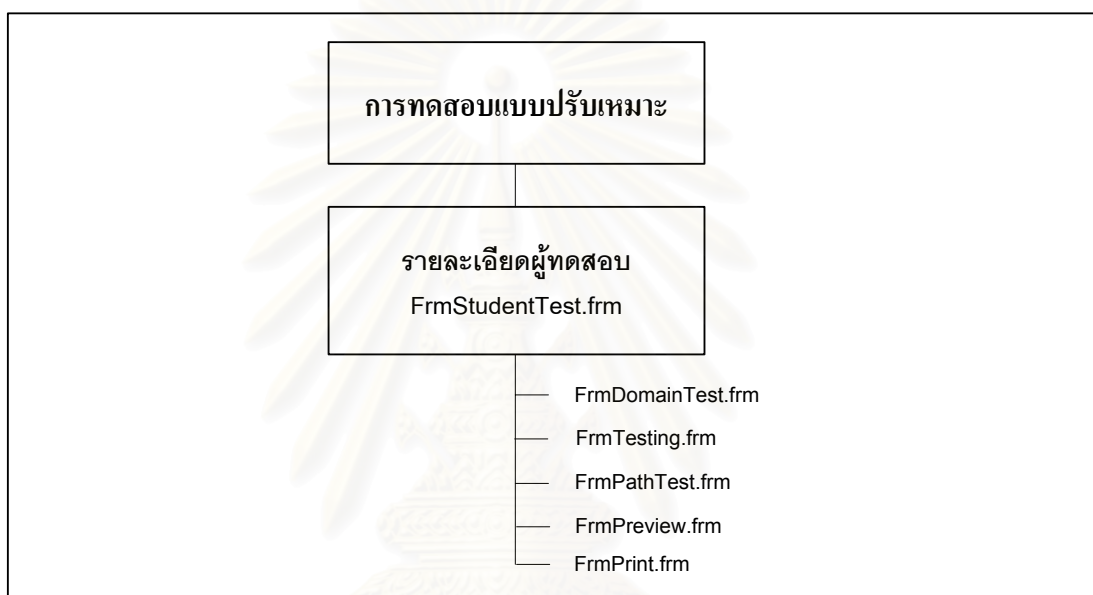 การทดสอบแบบปรับเหมาะ
รายละเอียดผู้ทดสอบ
FrmStudentTest.frm
FrmDomainTest.frm
FrmTesting.frm
FrmPathTest.frm
FrmPreview.frm
FrmPrint.frm